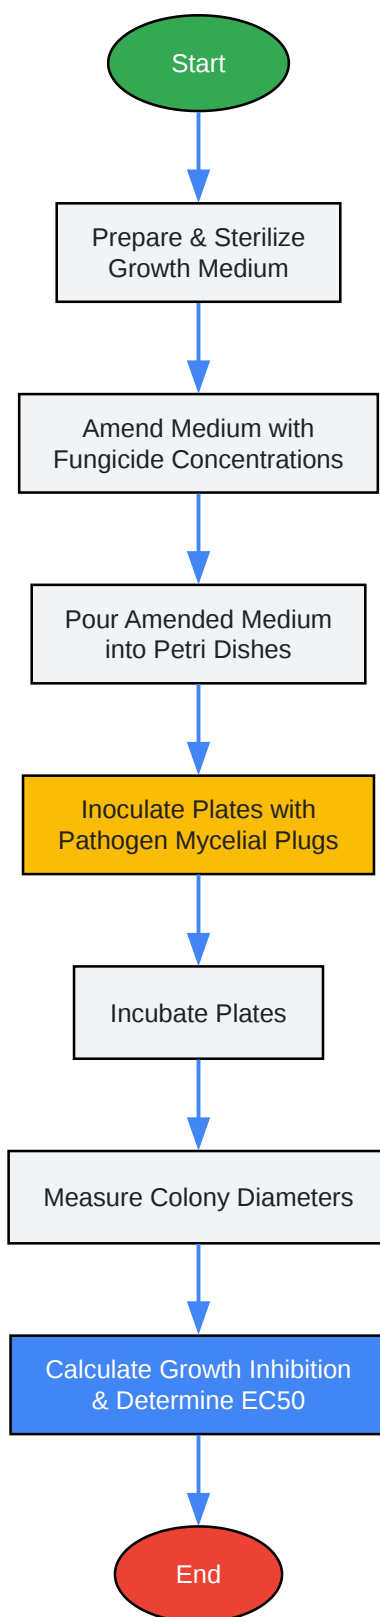 Start
Prepare & Sterilize
Growth Medium
Amend Medium with
Fungicide Concentrations
Pour Amended Medium
into Petri Dishes
Inoculate Plates with
Pathogen Mycelial Plugs
Incubate Plates
Measure Colony Diameters
Calculate Growth Inhibition
& Determine EC50
End